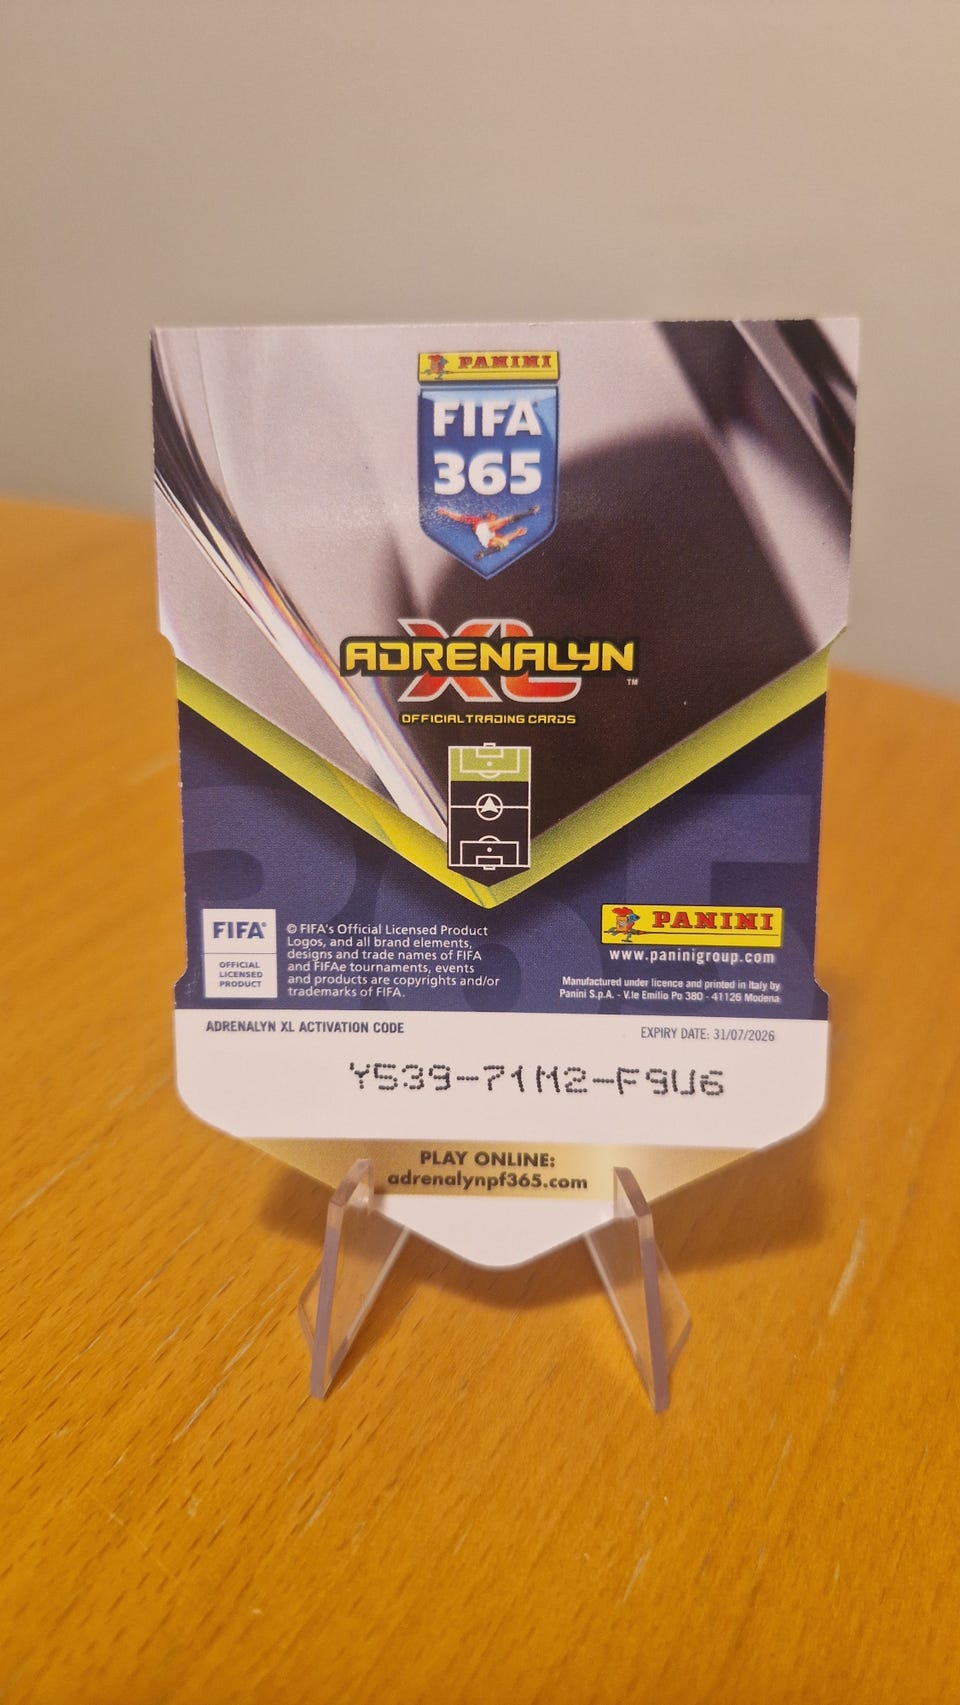 PANINI
FIFA
365
ADRENALYN
XL
TM
OFFICIAL TRADING CARDS
FIFA®
OFFICIAL
LICENSED
PRODUCT
© FIFA's Official Licensed Product
Logos, and all brand elements,
designs and trade names of FIFA
and FIFAe tournaments, events
and products are copyrights and/or
trademarks of FIFA.
PANINI
www.paninigroup.com
Manufactured under licence and printed in Italy by
Panini S.p.A. - V.le Emilio Po 380 - 41126 Modena
ADRENALYN XL ACTIVATION CODE
EXPIRY DATE: 31/07/2026
Y539-71M2-F9U6
PLAY ONLINE:
adrenalynpf365.com